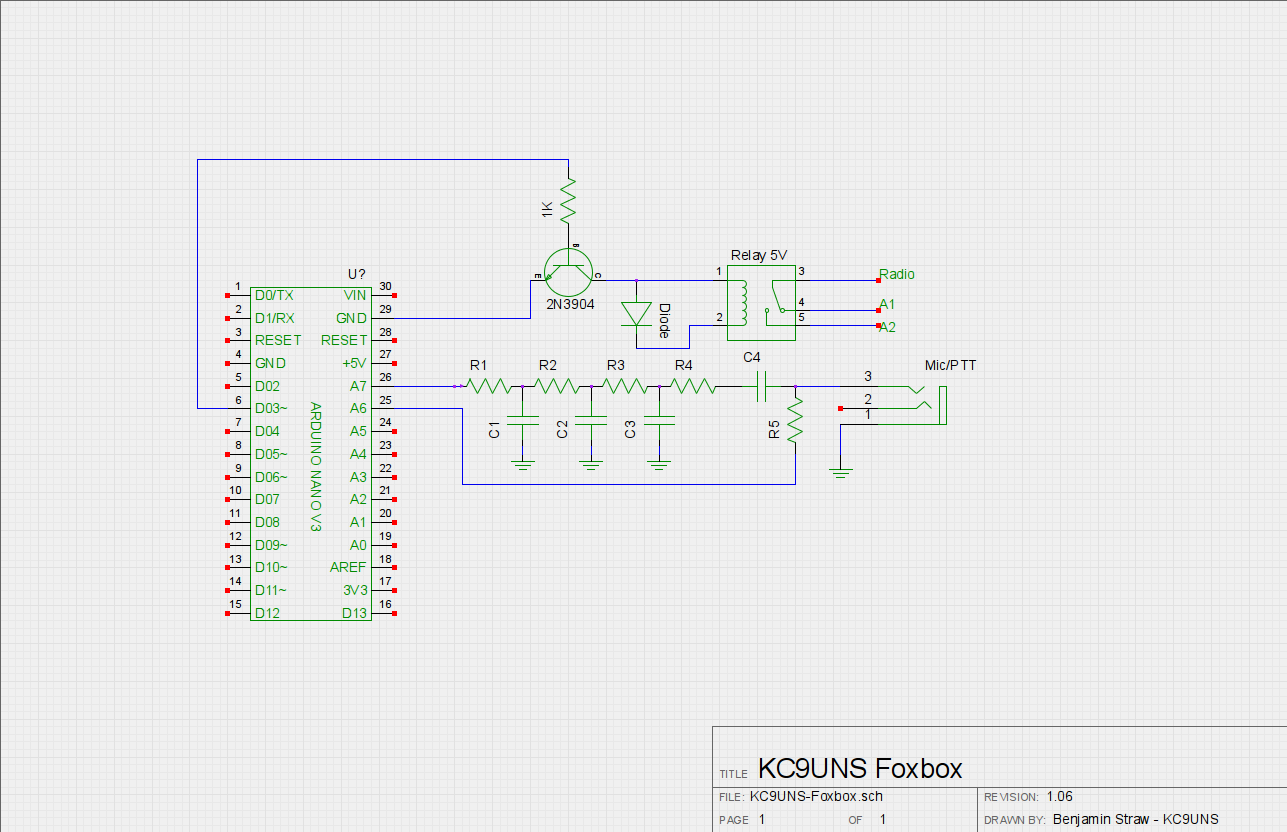 1K
B
E
C
2N3904
Relay 5V
1
3
Radio
4
A1
2
5
A2
Diode
U?
1 D0/TX VIN 30
2 D1/RX GND 29
3 RESET RESET 28
4 GND +5V 27
5 D02 A7 26
6 D03~ A6 25
7 D04 A5 24
8 D05~ A4 23
9 D06~ A3 22
10 D07 A2 21
11 D08 A1 20
12 D09~ A0 19
13 D10~ AREF 18
14 D11~ 3V3 17
15 D12 D13 16
ARDUINO NANO V3
R1 R2 R3 R4 C4
C1 C2 C3 R5
Mic/PTT
3
2
1
TITLE KC9UNS Foxbox
FILE: KC9UNS-Foxbox.sch REVISION: 1.06
PAGE 1 OF 1 DRAWN BY: Benjamin Straw - KC9UNS